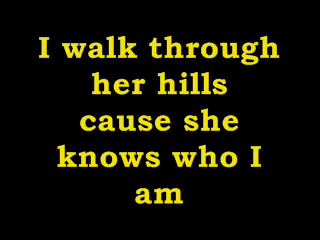 I walk through
her hills
cause she
knows who I
am